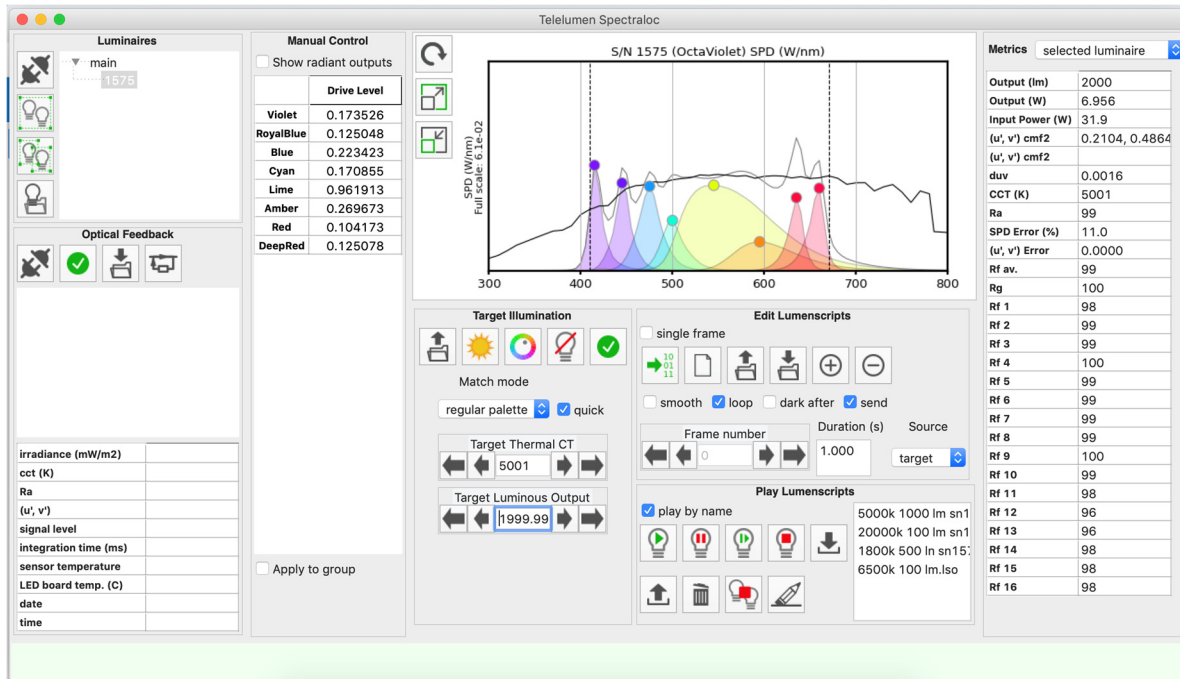 Telelumen Spectraloc
Luminaires
main
1575
Optical Feedback
irradiance (mW/m2)
cct (K)
Ra
(u', v')
signal level
integration time (ms)
sensor temperature
LED board temp. (C)
date
time
Manual Control
Show radiant outputs
Drive Level
Violet 0.173526
RoyalBlue 0.125048
Blue 0.223423
Cyan 0.170855
Lime 0.961913
Amber 0.269673
Red 0.104173
DeepRed 0.125078
Apply to group
S/N 1575 (OctaViolet) SPD (W/nm)
SPD (W/nm)
Full scale: 6.1e-02
300 400 500 600 700 800
Target Illumination
Match mode
regular palette quick
Target Thermal CT
5001
Target Luminous Output
1999.99
Edit Lumenscripts
single frame
10
01
11
smooth loop dark after send
Frame number Duration (s) Source
0 1.000 target
Play Lumenscripts
play by name
5000k 1000 lm sn1
20000k 100 lm sn1
1800k 500 ln sn157
6500k 100 lm.lso
Metrics selected luminaire
Output (lm) 2000
Output (W) 6.956
Input Power (W) 31.9
(u', v') cmf2 0.2104, 0.4864
(u', v') cmf2
duv 0.0016
CCT (K) 5001
Ra 99
SPD Error (%) 11.0
(u', v') Error 0.0000
Rf av. 99
Rg 100
Rf 1 98
Rf 2 99
Rf 3 99
Rf 4 100
Rf 5 99
Rf 6 99
Rf 7 99
Rf 8 99
Rf 9 100
Rf 10 99
Rf 11 98
Rf 12 96
Rf 13 96
Rf 14 98
Rf 15 98
Rf 16 98